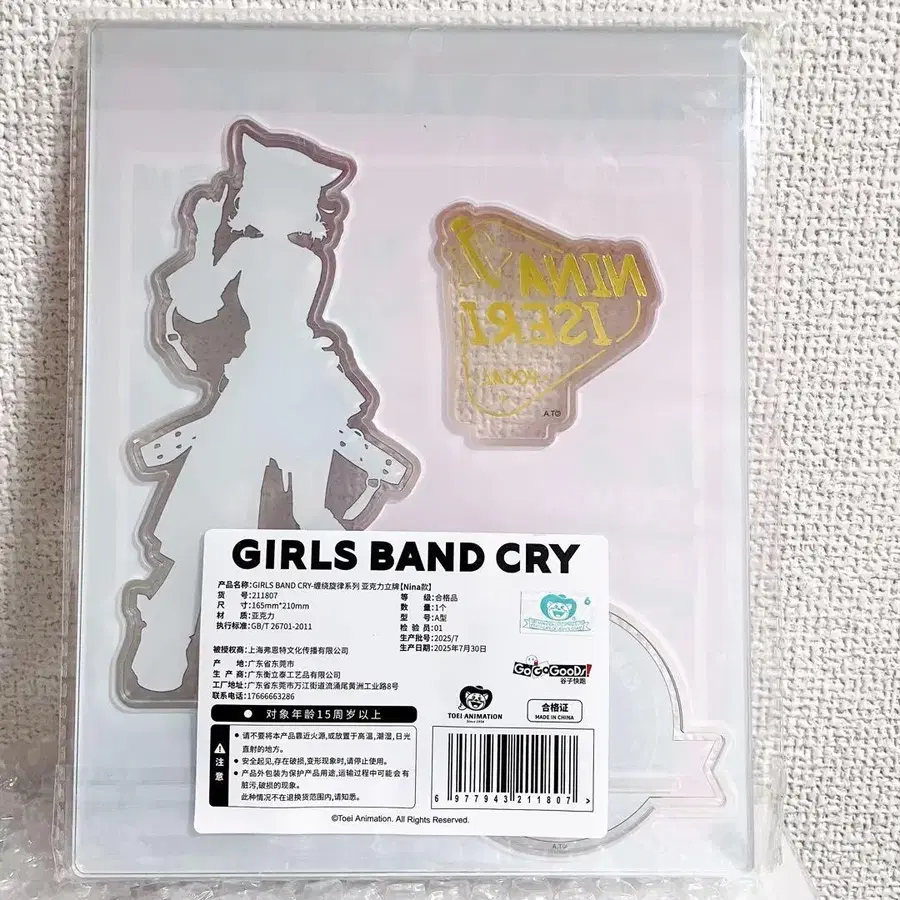 NINA
ISERI
A.TO
GIRLS BAND CRY
产品名称:GIRLS BAND CRY-缠绕旋律系列 亚克力立牌【Nina款】
货 号:211807
尺 寸:165mm*210mm
材 质:亚克力
执行标准:GB/T 26701-2011
等 级:合格品
数 量:1个
型 号:A型
检 验 员:01
生产批号:2025/7
生产日期:2025年7月30日
6
被授权商:上海弗恩特文化传播有限公司
产 地:广东省东莞市
生 产 商:广东衡立泰工艺品有限公司
工厂地址:广东省东莞市万江街道流涌尾黄洲工业路8号
联系电话:17666663286
GoGoGooDs!
谷子快跑
TOEI ANIMATION
Since 1956
合格证
MADE IN CHINA
对象年龄15周岁以上
注意
• 请不要将本产品靠近火源,或放置于高温,潮湿,日光
直射的地方。
• 安全起见,存在破损,变形现象时,请停止使用。
• 产品外包装为保护产品用途,运输过程中可能会有
脏污,破损的现象。
此种情况不在退换货范围内,请知悉。
6 977943 211807 >
©Toei Animation. All Rights Reserved.
A.TO